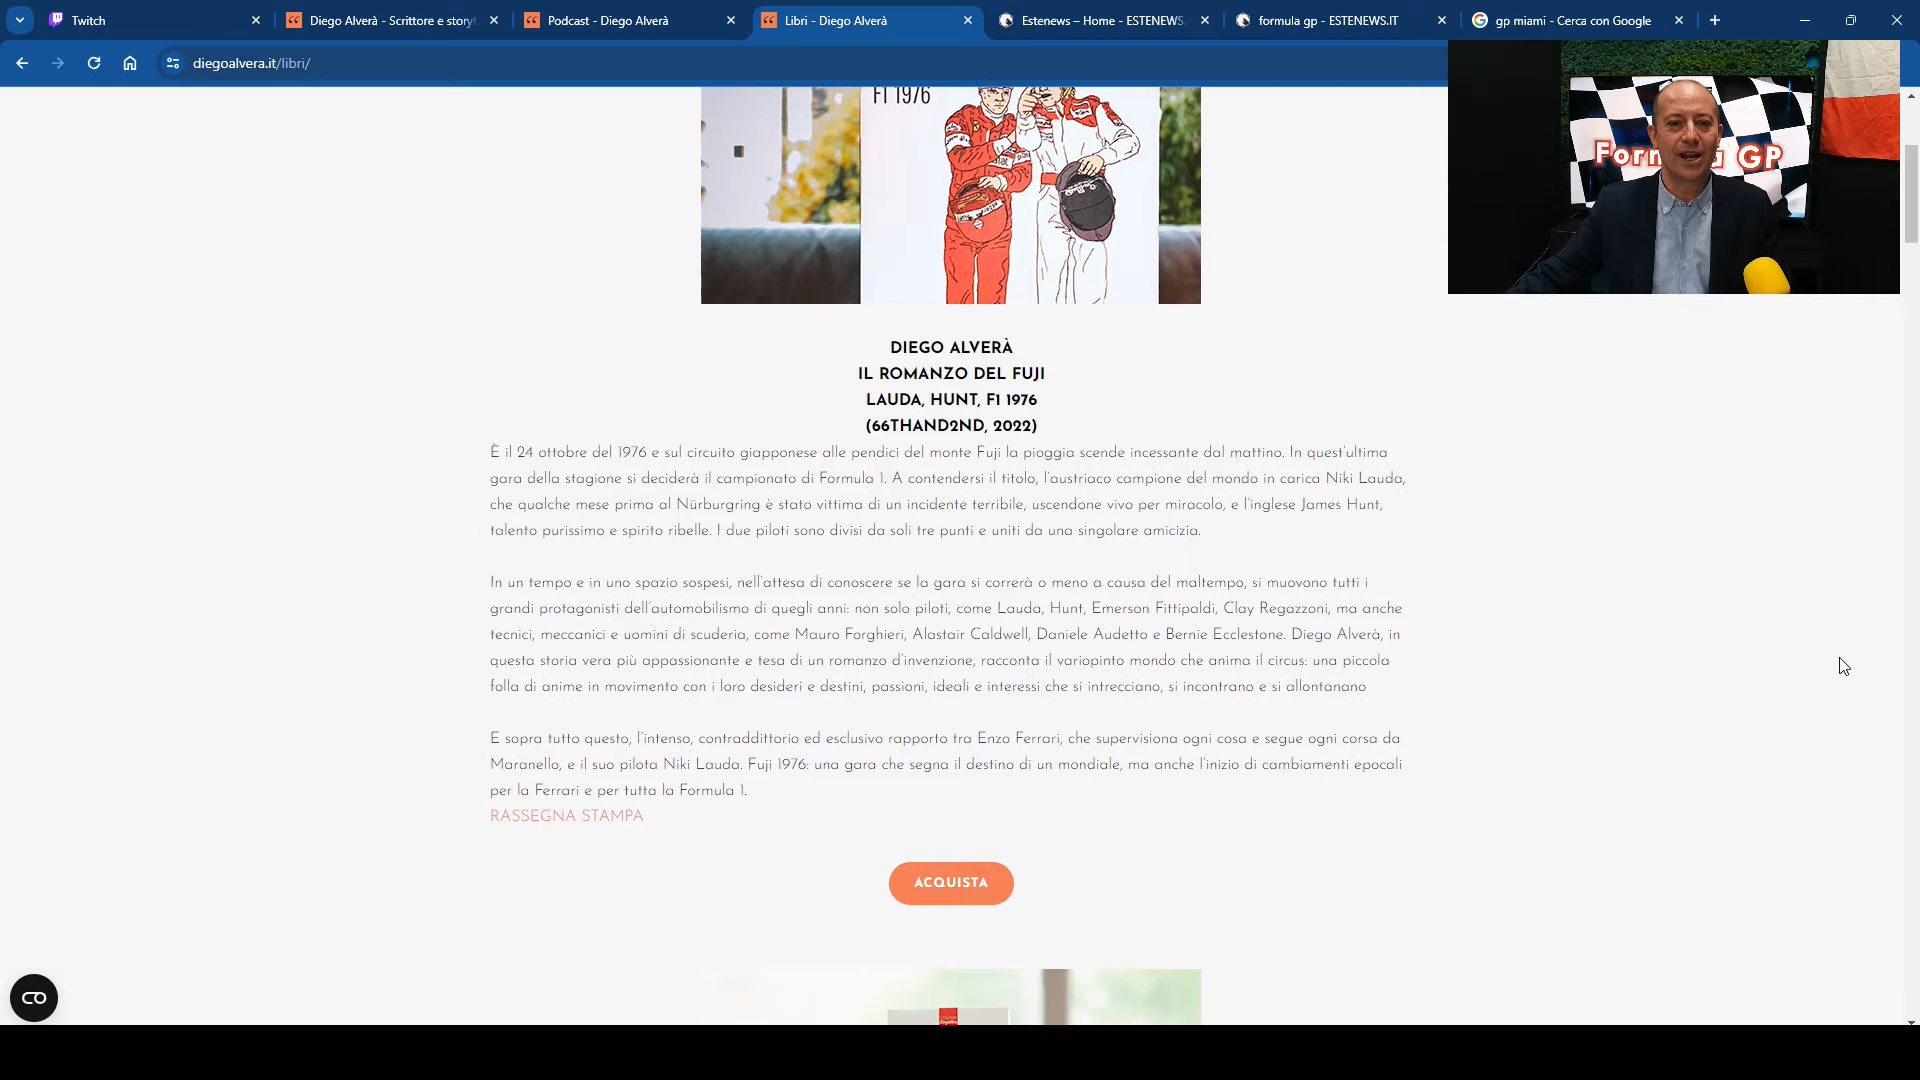 Twitch
Diego Alverà - Scrittore e storyt
Podcast - Diego Alverà
Libri - Diego Alverà
Estenews – Home - ESTENEWS.
formula gp - ESTENEWS.IT
gp miami - Cerca con Google
diegoalvera.it/libri/
F1 1976
GP
DIEGO ALVERÀ
IL ROMANZO DEL FUJI
LAUDA, HUNT, F1 1976
(66THAND2ND, 2022)
È il 24 ottobre del 1976 e sul circuito giapponese alle pendici del monte Fuji la pioggia scende incessante dal mattino. In quest'ultima
gara della stagione si deciderà il campionato di Formula 1. A contendersi il titolo, l'austriaco campione del mondo in carica Niki Lauda,
che qualche mese prima al Nürburgring è stato vittima di un incidente terribile, uscendone vivo per miracolo, e l'inglese James Hunt,
talento purissimo e spirito ribelle. I due piloti sono divisi da soli tre punti e uniti da una singolare amicizia.
In un tempo e in uno spazio sospesi, nell'attesa di conoscere se la gara si correrà o meno a causa del maltempo, si muovono tutti i
grandi protagonisti dell'automobilismo di quegli anni: non solo piloti, come Lauda, Hunt, Emerson Fittipaldi, Clay Regazzoni, ma anche
tecnici, meccanici e uomini di scuderia, come Mauro Forghieri, Alastair Caldwell, Daniele Audetto e Bernie Ecclestone. Diego Alverà, in
questa storia vera più appassionante e tesa di un romanzo d'invenzione, racconta il variopinto mondo che anima il circus: una piccola
folla di anime in movimento con i loro desideri e destini, passioni, ideali e interessi che si intrecciano, si incontrano e si allontanano
E sopra tutto questo, l'intenso, contraddittorio ed esclusivo rapporto tra Enzo Ferrari, che supervisiona ogni cosa e segue ogni corsa da
Maranello, e il suo pilota Niki Lauda. Fuji 1976: una gara che segna il destino di un mondiale, ma anche l'inizio di cambiamenti epocali
per la Ferrari e per tutta la Formula 1.
RASSEGNA STAMPA
ACQUISTA